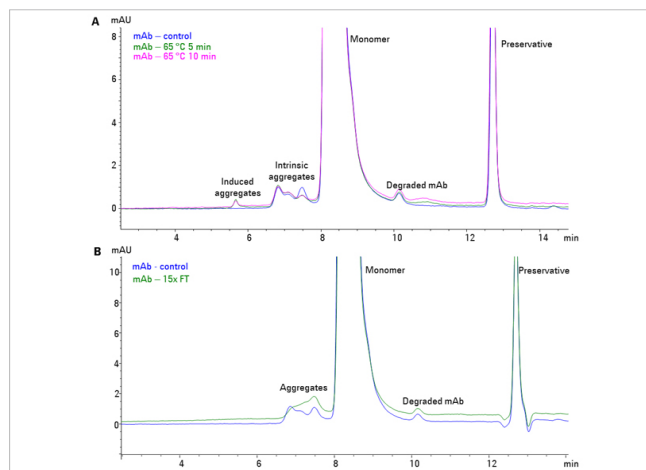 A
mAU
mAb – control
mAb – 65 °C 5 min
mAb – 65 °C 10 min
Monomer
Preservative
Intrinsic
aggregates
Induced
aggregates
Degraded mAb
8
6
4
2
0
4 6 8 10 12 14 min
B
mAU
mAb - control
mAb – 15x FT
Monomer
Preservative
Aggregates
Degraded mAb
10
8
6
4
2
0
4 6 8 10 12 min